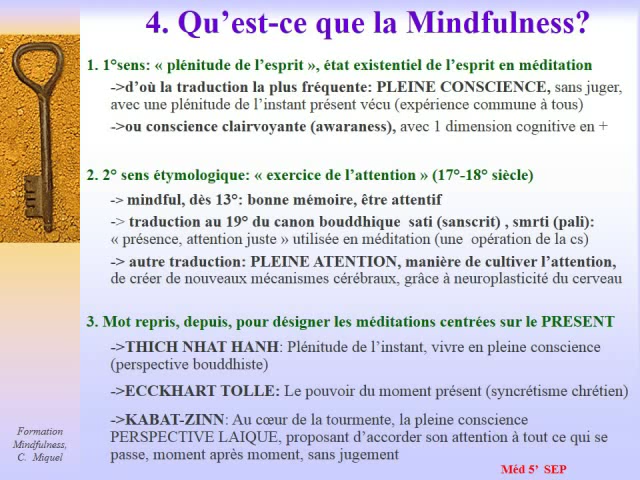 4. Qu’est-ce que la Mindfulness?
1. 1°sens: « plénitude de l’esprit », état existentiel de l’esprit en méditation
->d’où la traduction la plus fréquente: PLEINE CONSCIENCE, sans juger,
avec une plénitude de l’instant présent vécu (expérience commune à tous)
->ou conscience clairvoyante (awaraness), avec 1 dimension cognitive en +
2. 2° sens étymologique: « exercice de l’attention » (17°-18° siècle)
-> mindful, dès 13°: bonne mémoire, être attentif
-> traduction au 19° du canon bouddhique sati (sanscrit) , smrti (pali):
« présence, attention juste » utilisée en méditation (une opération de la cs)
-> autre traduction: PLEINE ATENTION, manière de cultiver l’attention,
de créer de nouveaux mécanismes cérébraux, grâce à neuroplasticité du cerveau
3. Mot repris, depuis, pour désigner les méditations centrées sur le PRESENT
->THICH NHAT HANH: Plénitude de l’instant, vivre en pleine conscience
(perspective bouddhiste)
->ECCKHART TOLLE: Le pouvoir du moment présent (syncrétisme chrétien)
->KABAT-ZINN: Au cœur de la tourmente, la pleine conscience
PERSPECTIVE LAIQUE, proposant d’accorder son attention à tout ce qui se
passe, moment après moment, sans jugement
Formation
Mindfulness,
C. Miquel
Méd 5’ SEP